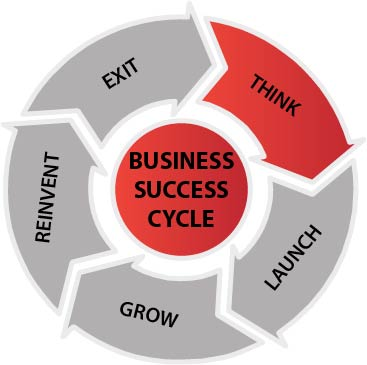 BUSINESS
SUCCESS
CYCLE
THINK
LAUNCH
GROW
REINVENT
EXIT